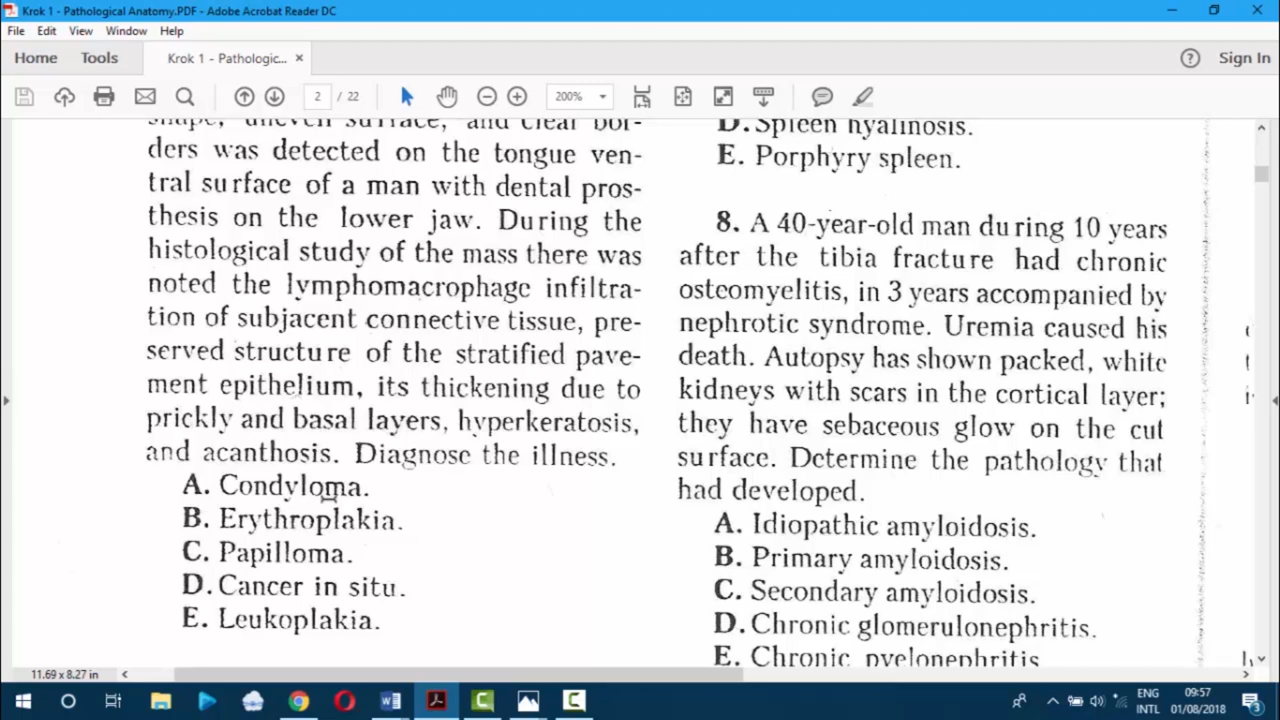 Krok 1 - Pathological Anatomy.PDF - Adobe Acrobat Reader DC
File Edit View Window Help
Home Tools Krok 1 - Pathologic... × Sign In
2 / 22 200%
shape, uneven surface, and clear bor-
ders was detected on the tongue ven-
tral surface of a man with dental pros-
thesis on the lower jaw. During the
histological study of the mass there was
noted the lymphomacrophage infiltra-
tion of subjacent connective tissue, pre-
served structure of the stratified pave-
ment epithelium, its thickening due to
prickly and basal layers, hyperkeratosis,
and acanthosis. Diagnose the illness.
A. Condyloma.
B. Erythroplakia.
C. Papilloma.
D. Cancer in situ.
E. Leukoplakia.
D. Spleen hyalinosis.
E. Porphyry spleen.
8. A 40-year-old man during 10 years
after the tibia fracture had chronic
osteomyelitis, in 3 years accompanied by
nephrotic syndrome. Uremia caused his
death. Autopsy has shown packed, white
kidneys with scars in the cortical layer;
they have sebaceous glow on the cut
surface. Determine the pathology that
had developed.
A. Idiopathic amyloidosis.
B. Primary amyloidosis.
C. Secondary amyloidosis.
D. Chronic glomerulonephritis.
E. Chronic pyelonephritis
11.69 x 8.27 in
ENG 09:57
INTL 01/08/2018 3